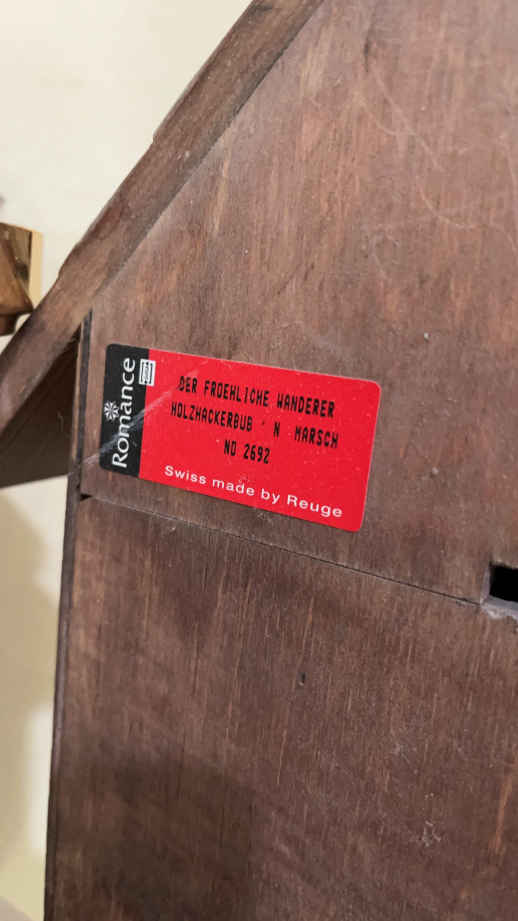 Romance
DER FROEHLICHE WANDERER
HOLZHACKERBUB ' N MARSCH
NO 2692
Swiss made by Reuge